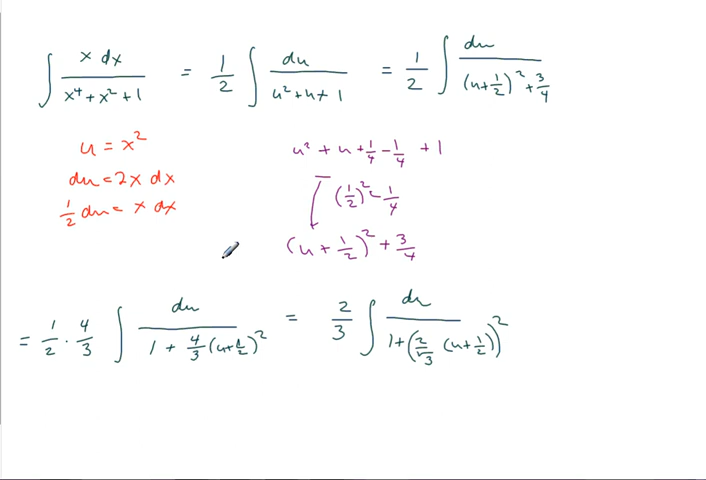 ∫ x dx / (x⁴ + x² + 1) = 1/2 ∫ du / (u² + u + 1) = 1/2 ∫ du / ((u + 1/2)² + 3/4)
u = x²
du = 2x dx
1/2 du = x dx
u² + u + 1/4 - 1/4 + 1
(1/2)² = 1/4
(u + 1/2)² + 3/4
= 1/2 · 4/3 ∫ du / (1 + 4/3 (u + 1/2)²) = 2/3 ∫ du / (1 + (2/√3 (u + 1/2))²)